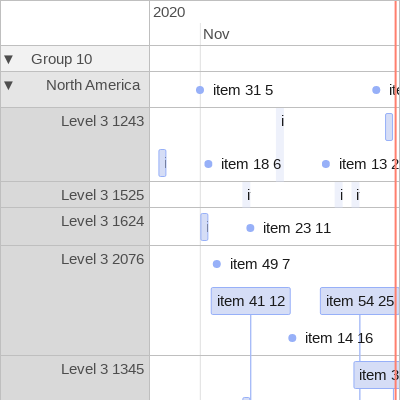 2020
Nov
▼ Group 10
▼ North America
item 31 5
Level 3 1243
i
item 18 6
item 13 2
Level 3 1525
i
i
i
Level 3 1624
item 23 11
Level 3 2076
item 49 7
item 41 12
item 54 25
item 14 16
Level 3 1345
item 3